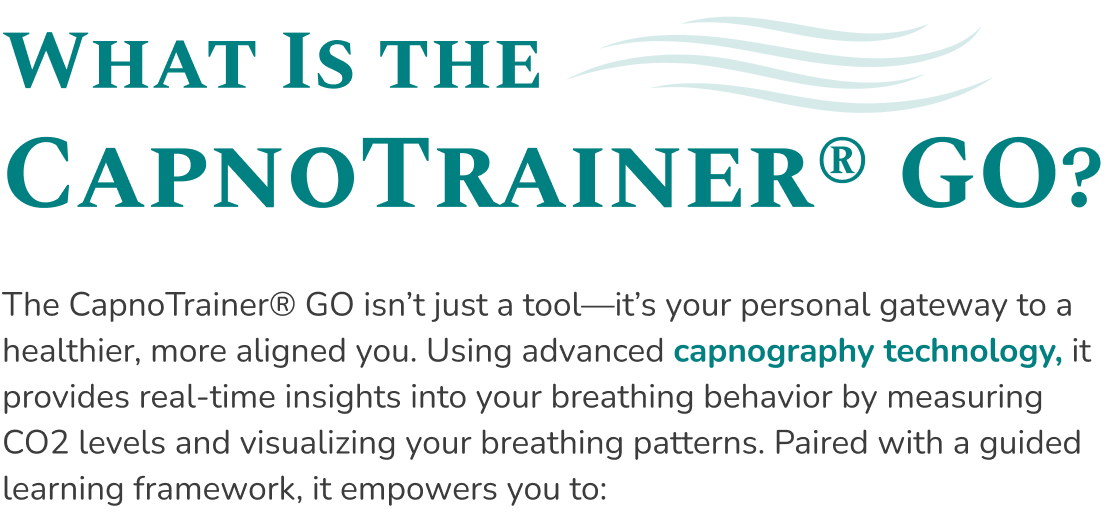 What Is the
CapnoTrainer® GO?
The CapnoTrainer® GO isn’t just a tool—it’s your personal gateway to a
healthier, more aligned you. Using advanced capnography technology, it
provides real-time insights into your breathing behavior by measuring
CO2 levels and visualizing your breathing patterns. Paired with a guided
learning framework, it empowers you to: